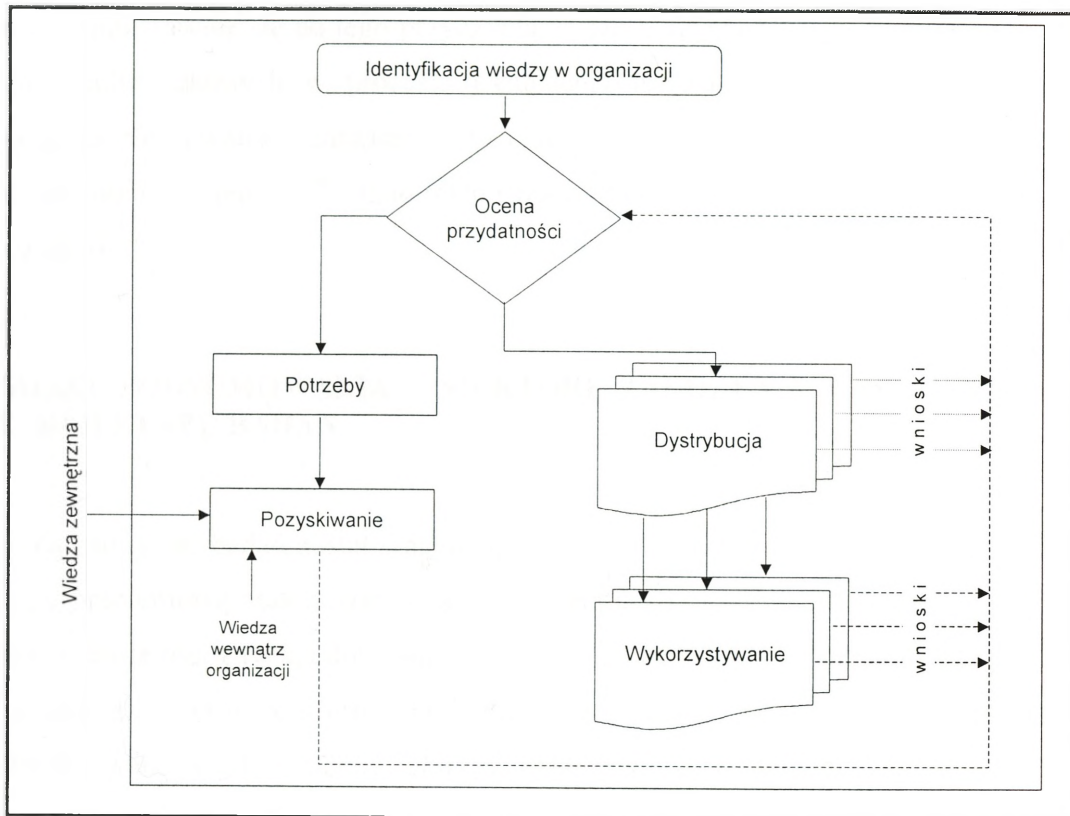 Identyfikacja wiedzy w organizacji
Ocena
przydatności
Potrzeby
Dystrybucja
wnioski
Wiedza zewnętrzna
Pozyskiwanie
Wiedza
wewnątrz
organizacji
Wykorzystywanie
wnioski